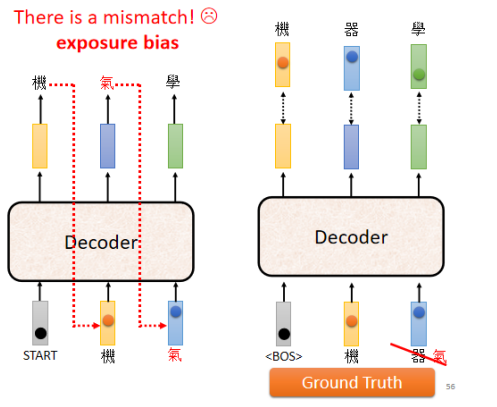 There is a mismatch! ☹
exposure bias
機 氣 學
Decoder
START 機 氣
機 器 學
Decoder
<BOS> 機 器 氣
Ground Truth
56